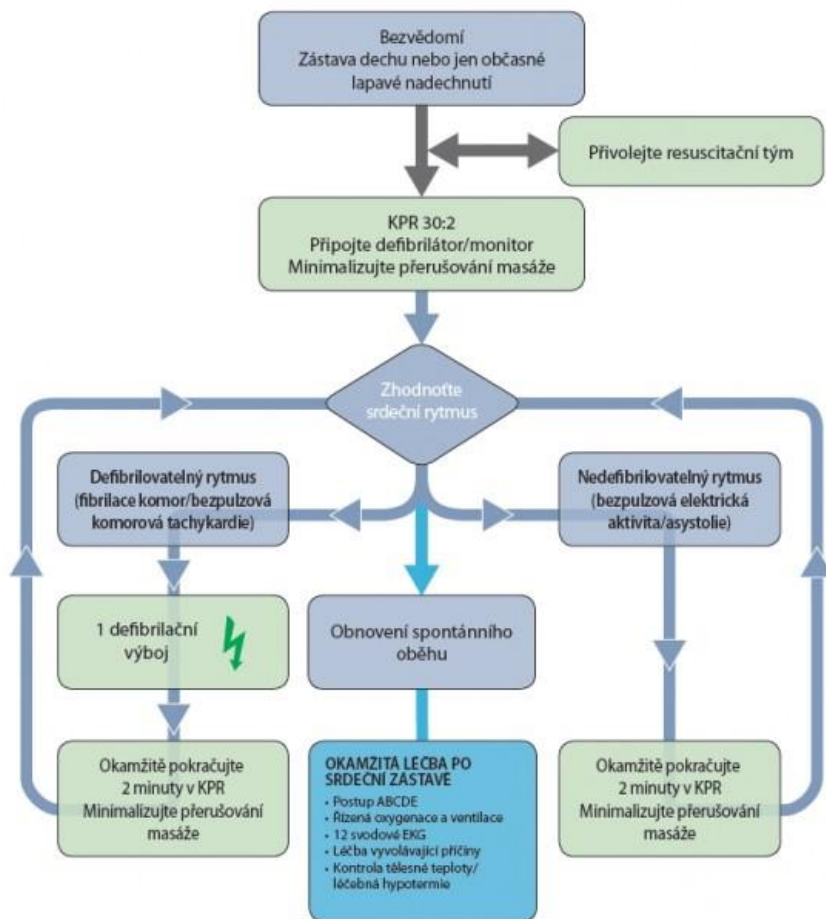 Bezvědomí
Zástava dechu nebo jen občasné
lapavé nadechnutí
Přivolejte resuscitační tým
KPR 30:2
Připojte defibrilátor/monitor
Minimalizujte přerušování masáže
Zhodnoťte
srdeční rytmus
Defibrilovatelný rytmus
(fibrilace komor/bezpulzová
komorová tachykardie)
Nedefibrilovatelný rytmus
(bezpulzová elektrická
aktivita/asystolie)
1 defibrilační
výboj
Obnovení spontánního
oběhu
Okamžitě pokračujte
2 minuty v KPR
Minimalizujte přerušování
masáže
OKAMŽITÁ LÉČBA PO
SRDEČNÍ ZÁSTAVĚ
• Postup ABCDE
• Řízená oxygenace a ventilace
• 12 svodové EKG
• Léčba vyvolávající příčiny
• Kontrola tělesné teploty/
léčebná hypotermie
Okamžitě pokračujte
2 minuty v KPR
Minimalizujte přerušování
masáže